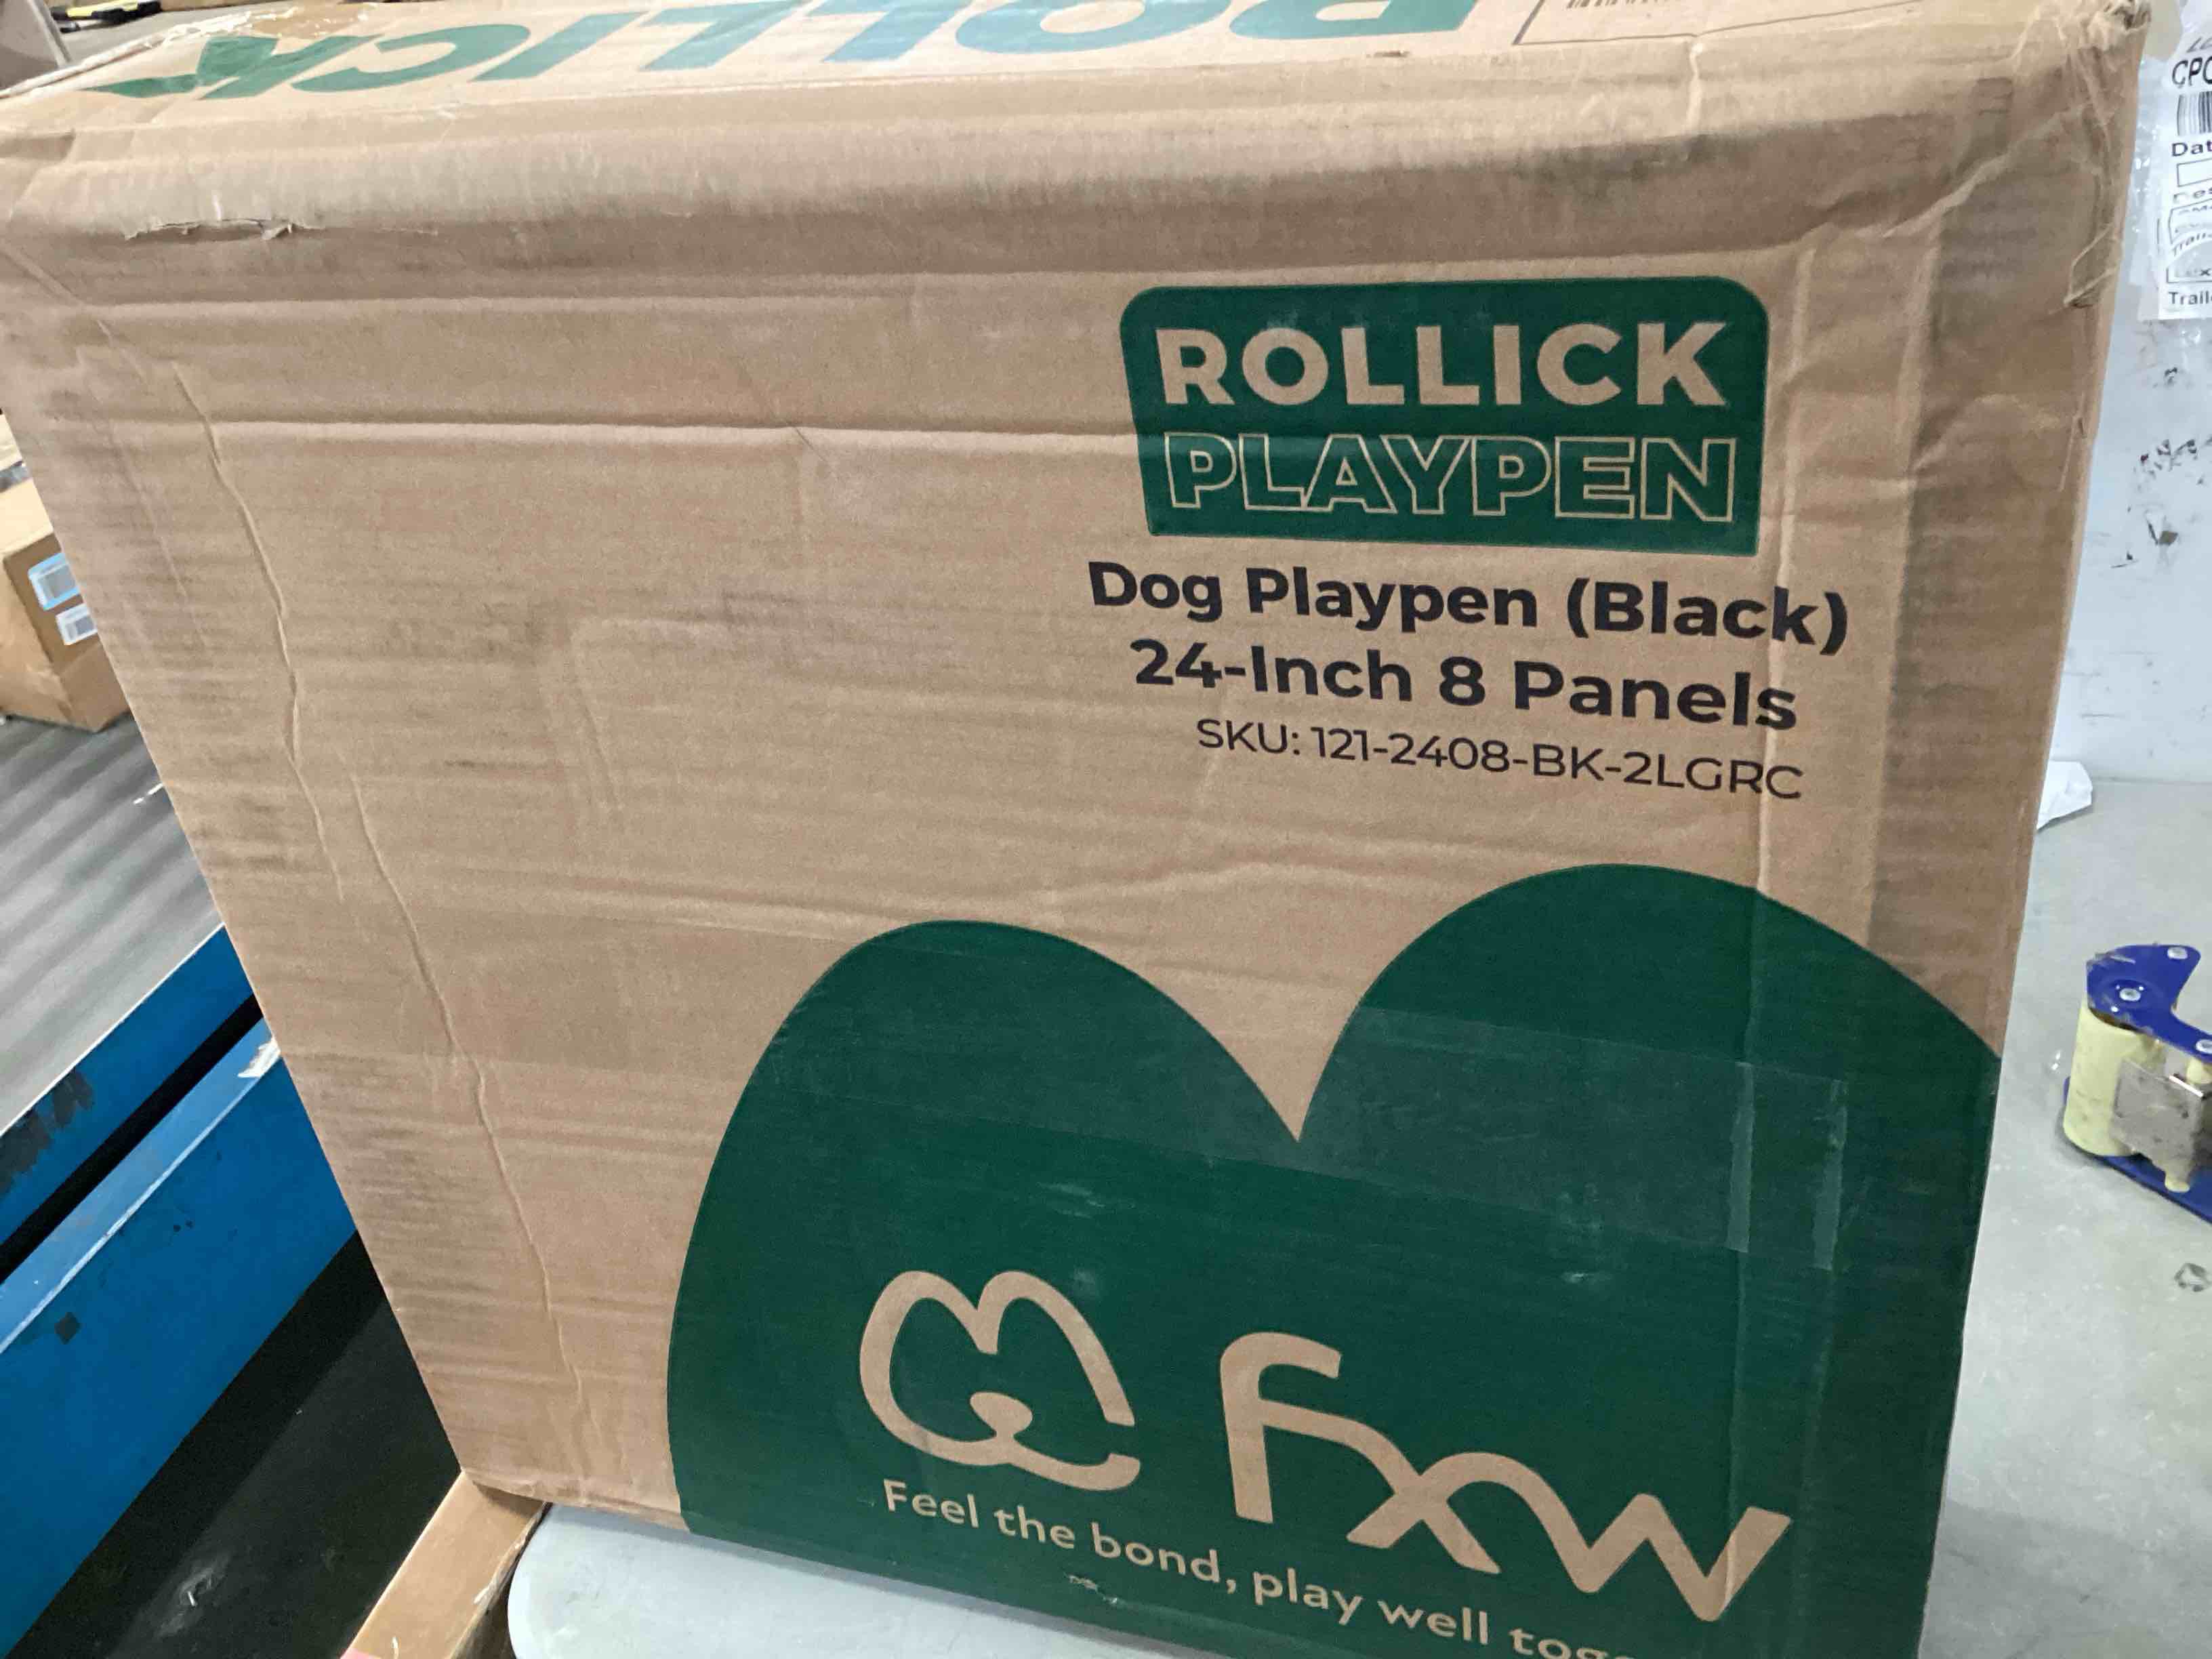 ROLLICK
ROLLICK
PLAYPEN
Dog Playpen (Black)
24-Inch 8 Panels
SKU: 121-2408-BK-2LGRC
fxw
Feel the bond, play well